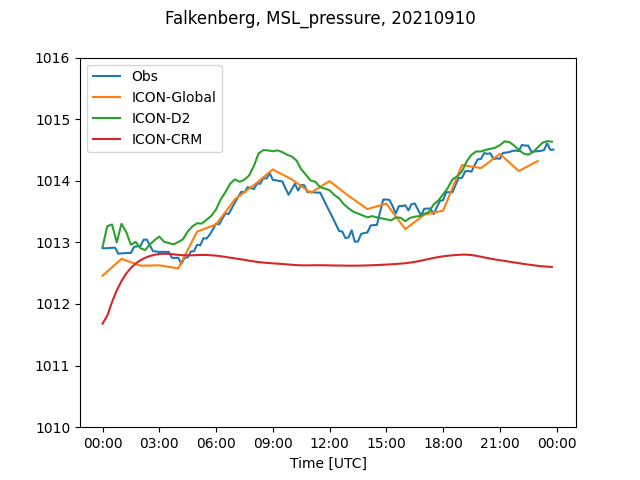 Falkenberg, MSL_pressure, 20210910
1016
1015
1014
1013
1012
1011
1010
Obs
ICON-Global
ICON-D2
ICON-CRM
00:00 03:00 06:00 09:00 12:00 15:00 18:00 21:00 00:00
Time [UTC]